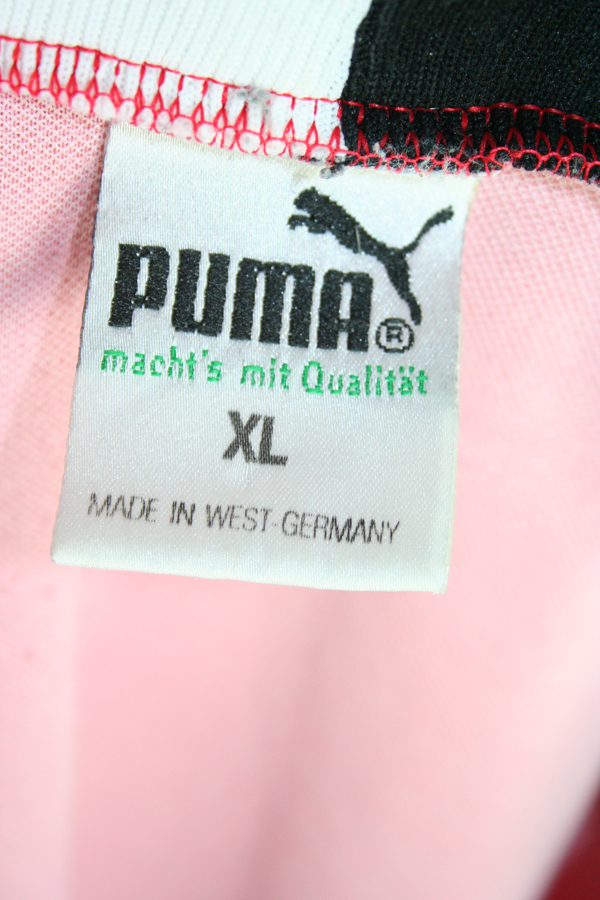 PUMA®
macht's mit Qualität
XL
MADE IN WEST-GERMANY